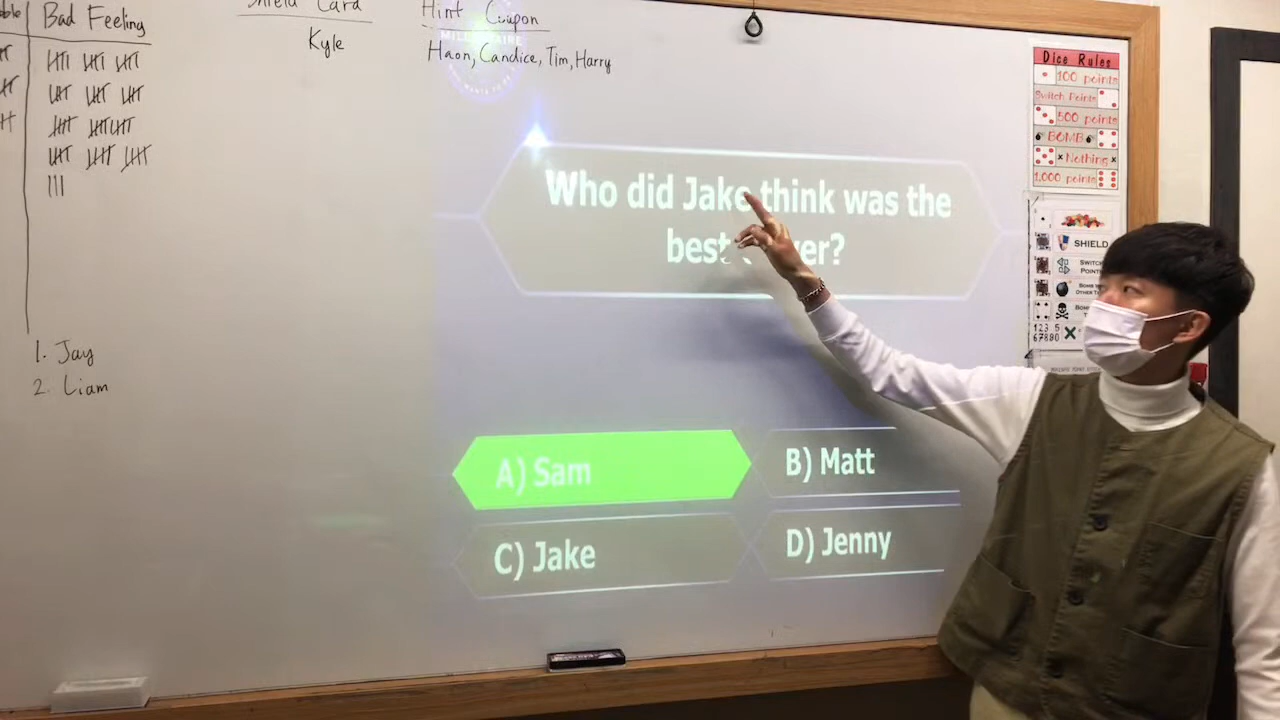 Bad Feeling
Shield Card
Kyle
Hint Coupon
Haon, Candice, Tim, Harry
1. Jay
2. Liam
Who did Jake think was the
best
A) Sam
B) Matt
C) Jake
D) Jenny
Dice Rules
100 points
Switch Points
500 points
BOMB
x Nothing x
1,000 points
SHIELD